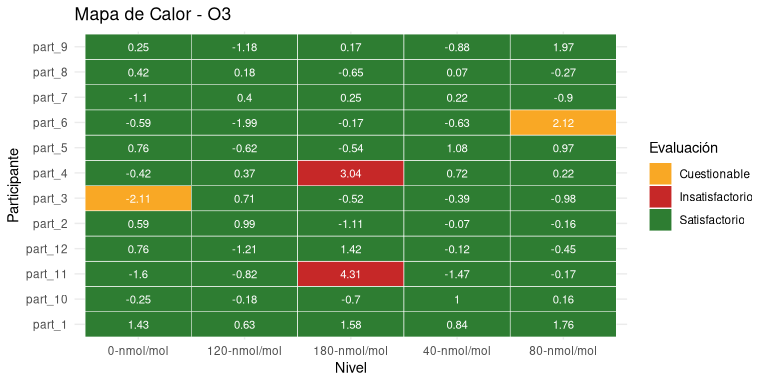 Mapa de Calor - O3
Participante
part_9 0.25 -1.18 0.17 -0.88 1.97
part_8 0.42 0.18 -0.65 0.07 -0.27
part_7 -1.1 0.4 0.25 0.22 -0.9
part_6 -0.59 -1.99 -0.17 -0.63 2.12
part_5 0.76 -0.62 -0.54 1.08 0.97
part_4 -0.42 0.37 3.04 0.72 0.22
part_3 -2.11 0.71 -0.52 -0.39 -0.98
part_2 0.59 0.99 -1.11 -0.07 -0.16
part_12 0.76 -1.21 1.42 -0.12 -0.45
part_11 -1.6 -0.82 4.31 -1.47 -0.17
part_10 -0.25 -0.18 -0.7 1 0.16
part_1 1.43 0.63 1.58 0.84 1.76
0-nmol/mol 120-nmol/mol 180-nmol/mol 40-nmol/mol 80-nmol/mol
Nivel
Evaluación
Cuestionable
Insatisfactorio
Satisfactorio